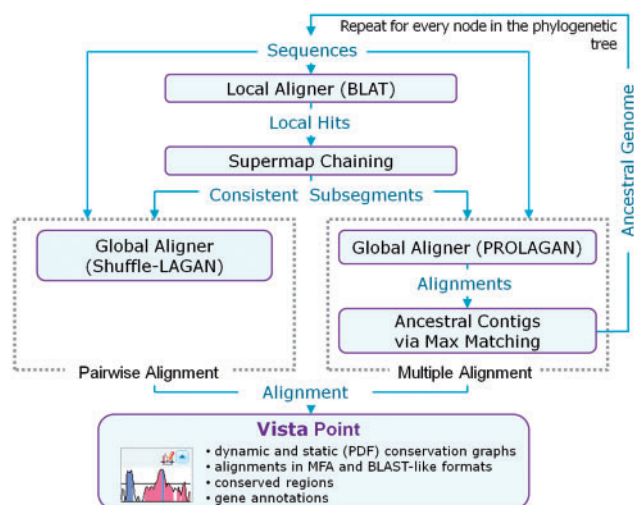 Repeat for every node in the phylogenetic
tree
Sequences
Local Aligner (BLAT)
Local Hits
Supermap Chaining
Consistent Subsegments
Ancestral Genome
Global Aligner
(Shuffle-LAGAN)
Global Aligner (PROLAGAN)
Alignments
Ancestral Contigs
via Max Matching
Pairwise Alignment
Multiple Alignment
Alignment
Vista Point
• dynamic and static (PDF) conservation graphs
• alignments in MFA and BLAST-like formats
• conserved regions
• gene annotations